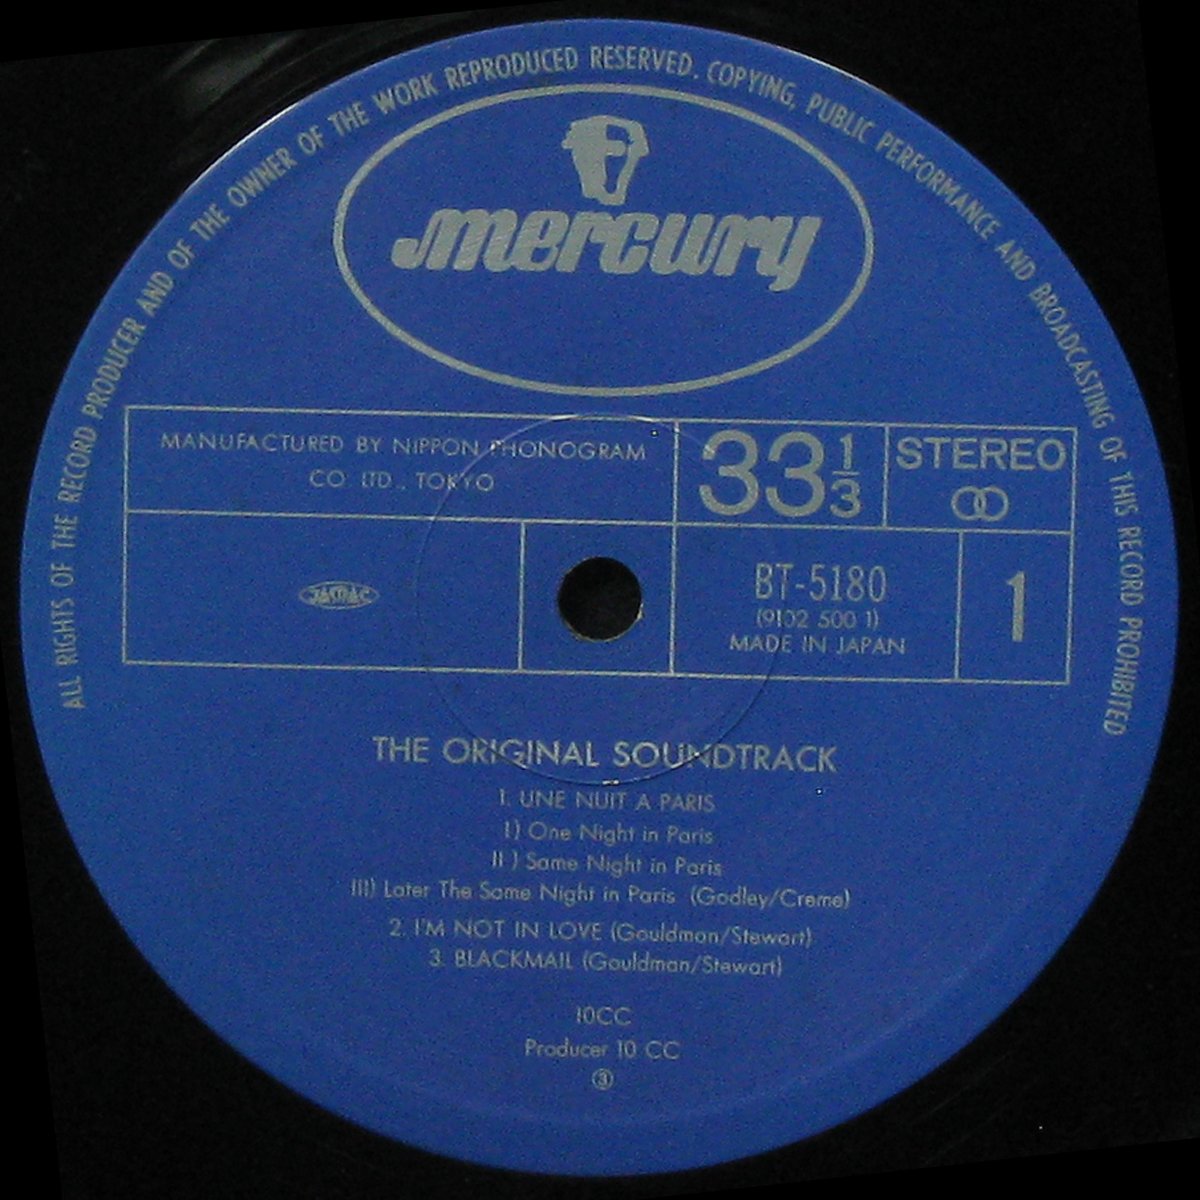 ALL RIGHTS OF THE RECORD PRODUCER AND OF THE OWNER OF THE WORK REPRODUCED RESERVED. COPYING, PUBLIC PERFORMANCE AND BROADCASTING OF THIS RECORD PROHIBITED
mercury
MANUFACTURED BY NIPPON PHONOGRAM
CO LTD., TOKYO
33 1/3
STEREO
JASRAC
BT-5180
(9102 500 1)
MADE IN JAPAN
1
THE ORIGINAL SOUNDTRACK
1. UNE NUIT A PARIS
I) One Night in Paris
II) Same Night in Paris
III) Later The Same Night in Paris (Godley/Creme)
2. I'M NOT IN LOVE (Gouldman/Stewart)
3. BLACKMAIL (Gouldman/Stewart)
10CC
Producer 10 CC
③